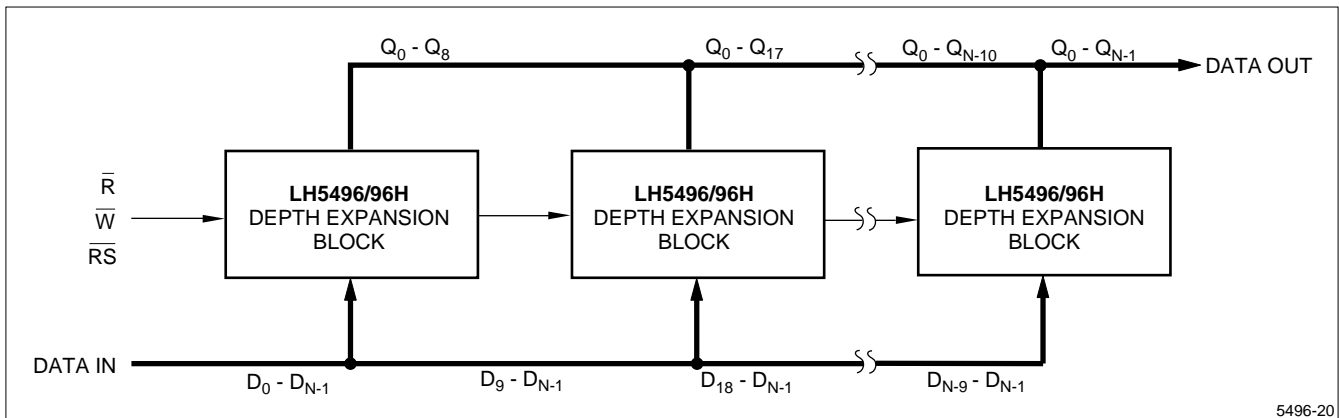 Q0 - Q8
Q0 - Q17
Q0 - QN-10
Q0 - QN-1
DATA OUT
R̅
W̅
R̅S̅
LH5496/96H
DEPTH EXPANSION
BLOCK
LH5496/96H
DEPTH EXPANSION
BLOCK
LH5496/96H
DEPTH EXPANSION
BLOCK
DATA IN
D0 - DN-1
D9 - DN-1
D18 - DN-1
DN-9 - DN-1
5496-20